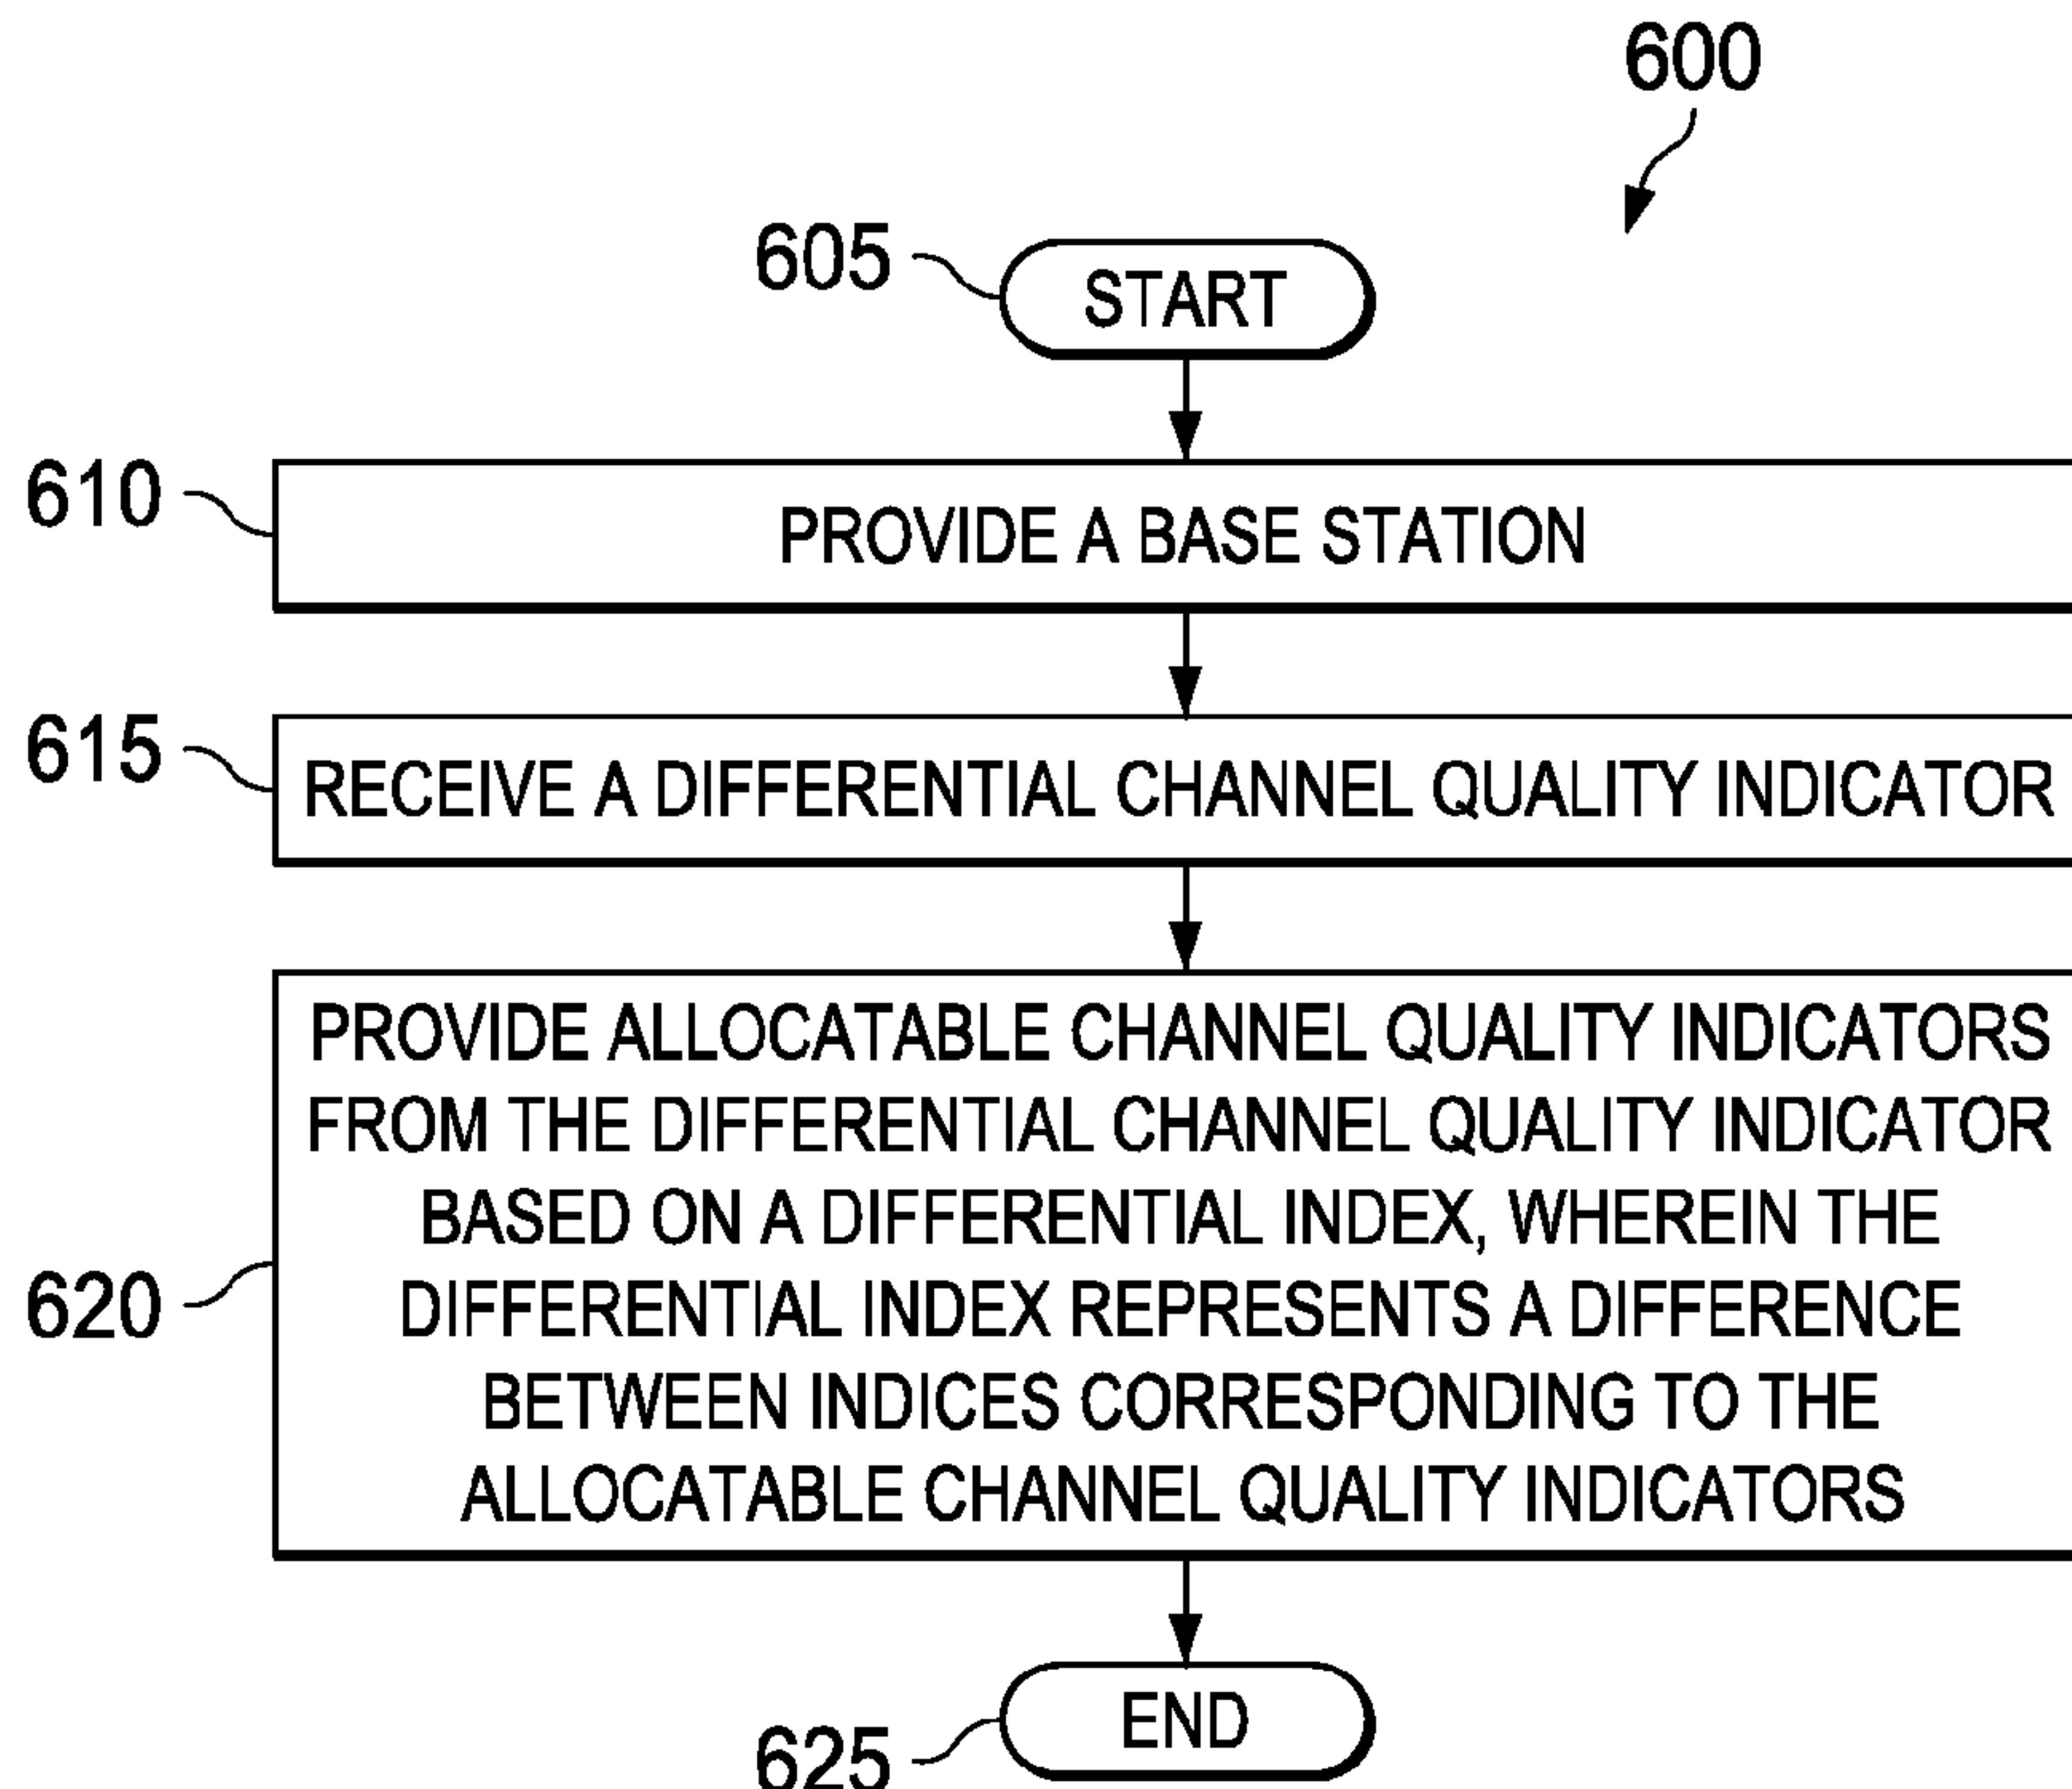 600
605
START
610
PROVIDE A BASE STATION
615
RECEIVE A DIFFERENTIAL CHANNEL QUALITY INDICATOR
PROVIDE ALLOCATABLE CHANNEL QUALITY INDICATORS
FROM THE DIFFERENTIAL CHANNEL QUALITY INDICATOR
BASED ON A DIFFERENTIAL INDEX, WHEREIN THE
620
DIFFERENTIAL INDEX REPRESENTS A DIFFERENCE
BETWEEN INDICES CORRESPONDING TO THE
ALLOCATABLE CHANNEL QUALITY INDICATORS
END
625